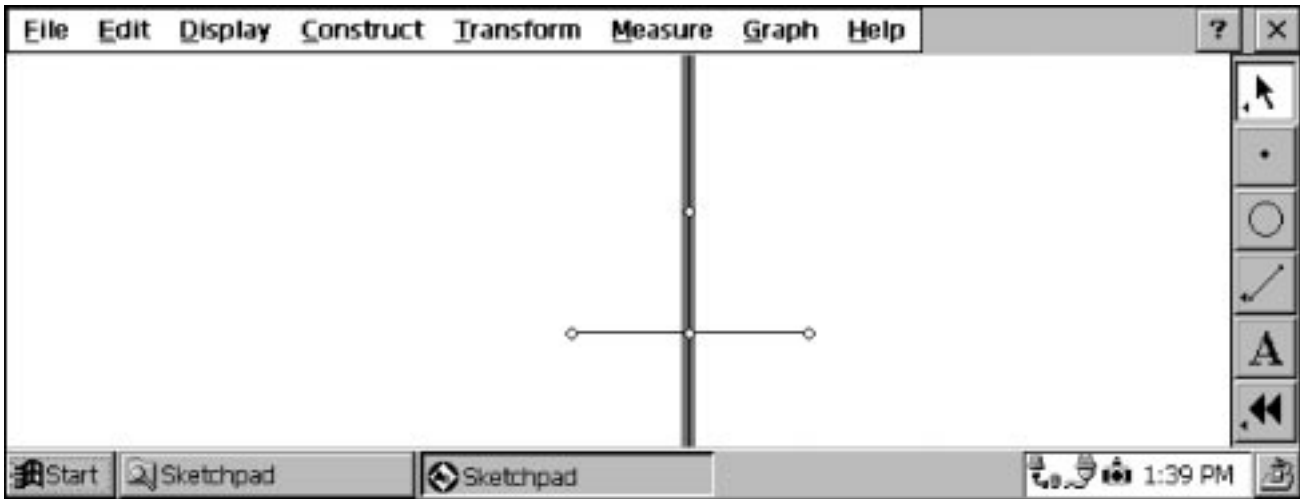 File Edit Display Construct Transform Measure Graph Help ? ×
A
Start Sketchpad Sketchpad 1:39 PM